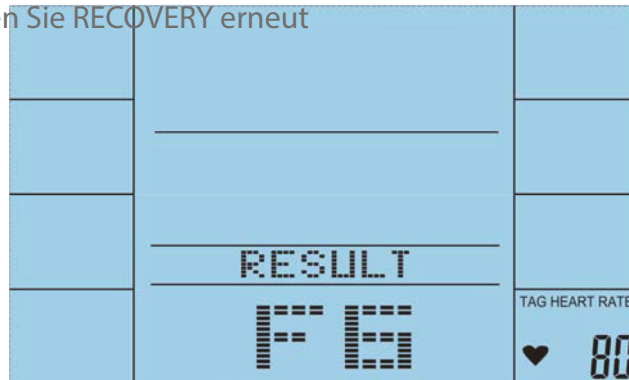 n Sie RECOVERY erneut
RESULT
F6
TAG HEART RATE
80